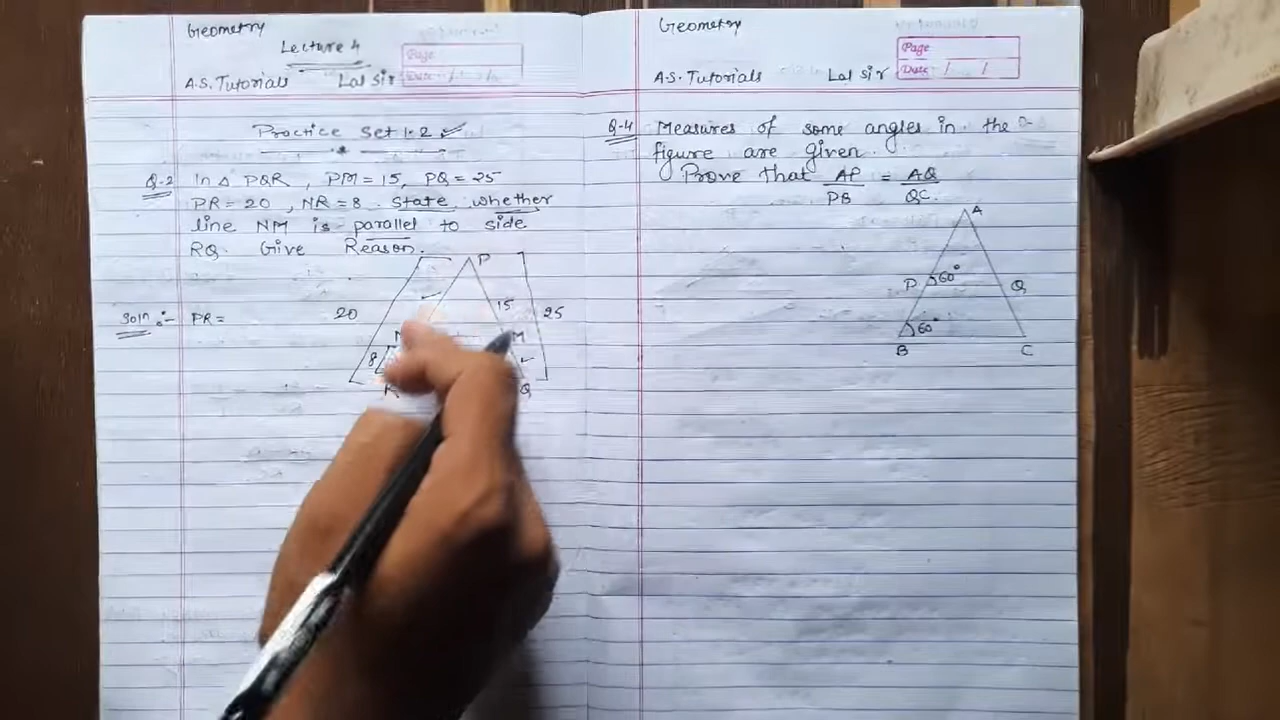 Geometry
Lecture 4
Page
Date / /
A.S. Tutorials Lal sir
Practice Set 1.2
Q-2 In Δ PQR, PM = 15, PQ = 25
PR = 20, NR = 8. State whether
line NM is parallel to side
RQ. Give Reason.
P
20 15 25
Soln :- PR =
M
8
R Q
Geometry
Page
Date / /
A.S. Tutorials Lal sir
Q-4 Measures of some angles in the
figure are given.
Prove that AP/PB = AQ/QC.
A
P 60° Q
60°
B C